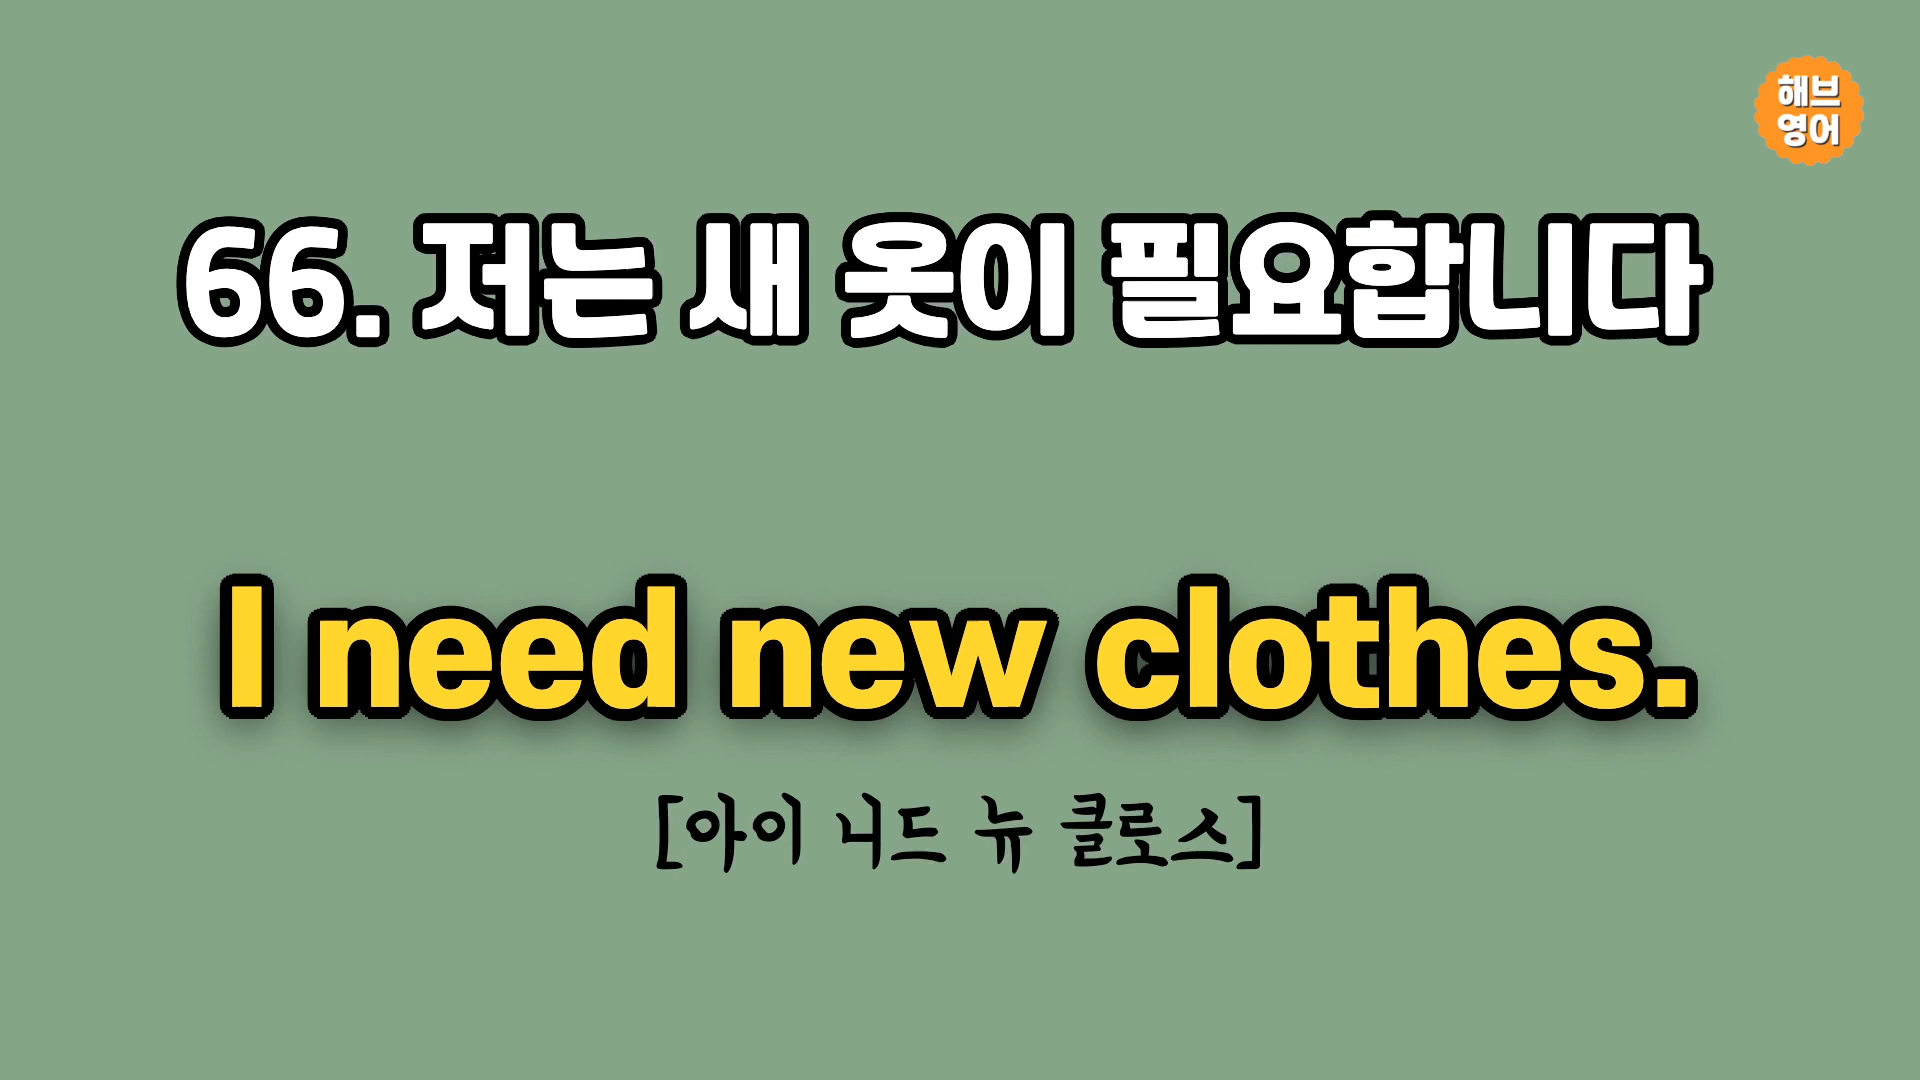 해브
영어
66. 저는 새 옷이 필요합니다
I need new clothes.
[아이 니드 뉴 클로스]